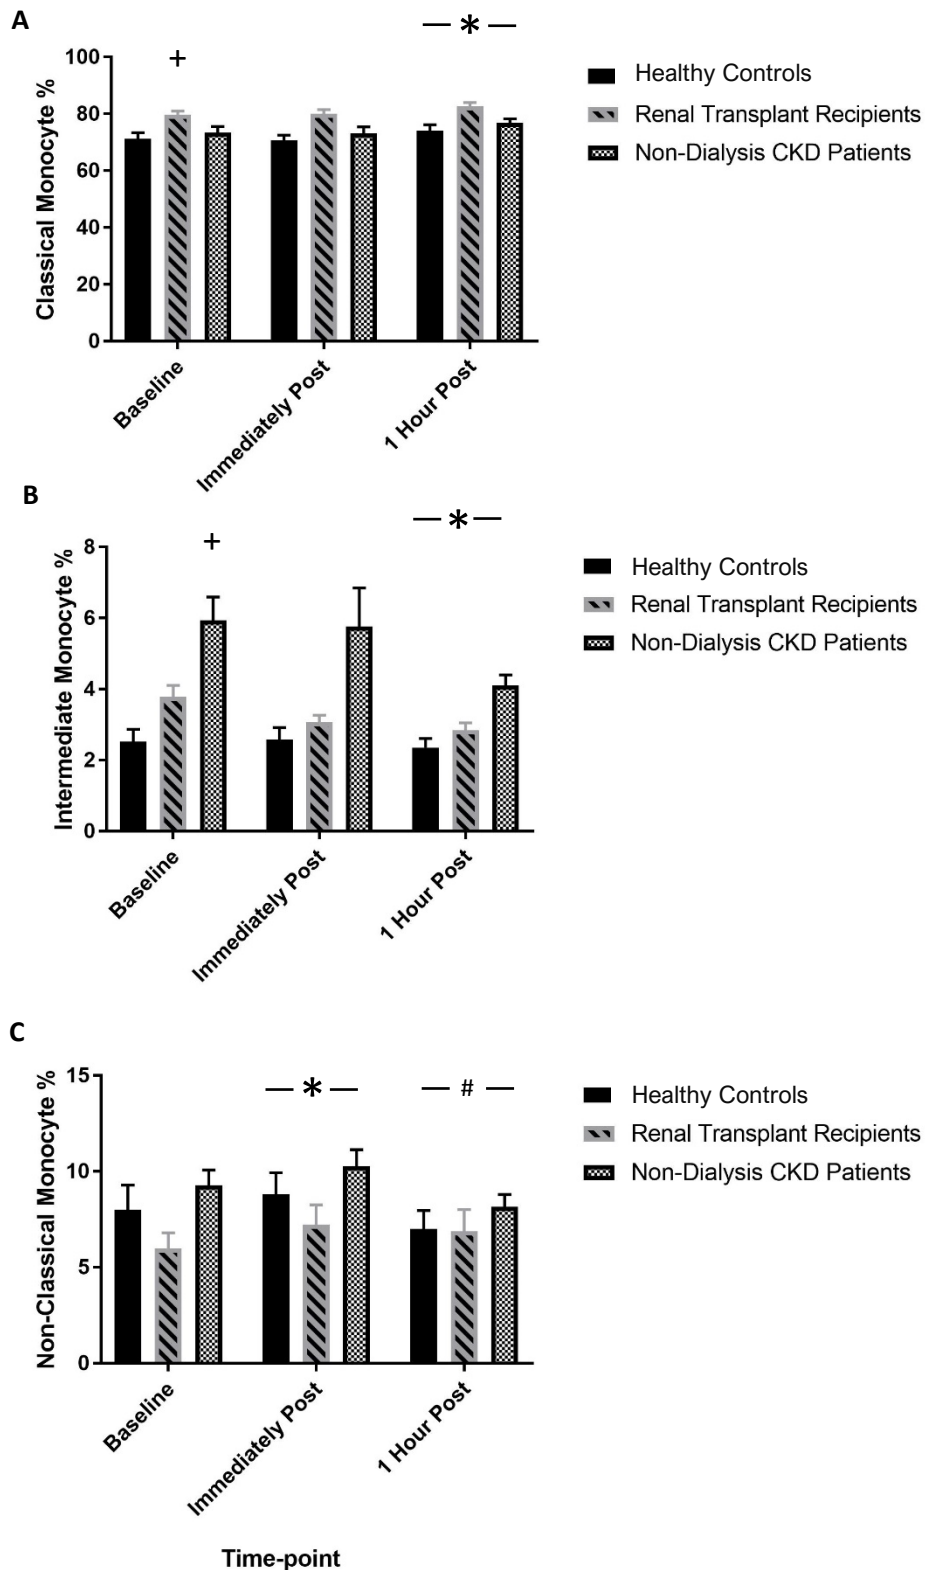 A
— * —
100
+
80
60
40
20
0
Classical Monocyte %
Baseline
Immediately Post
1 Hour Post
Healthy Controls
Renal Transplant Recipients
Non-Dialysis CKD Patients
B
— * —
8
+
6
4
2
0
Intermediate Monocyte %
Baseline
Immediately Post
1 Hour Post
Healthy Controls
Renal Transplant Recipients
Non-Dialysis CKD Patients
C
15
— * —
— # —
10
5
0
Non-Classical Monocyte %
Baseline
Immediately Post
1 Hour Post
Healthy Controls
Renal Transplant Recipients
Non-Dialysis CKD Patients
Time-point